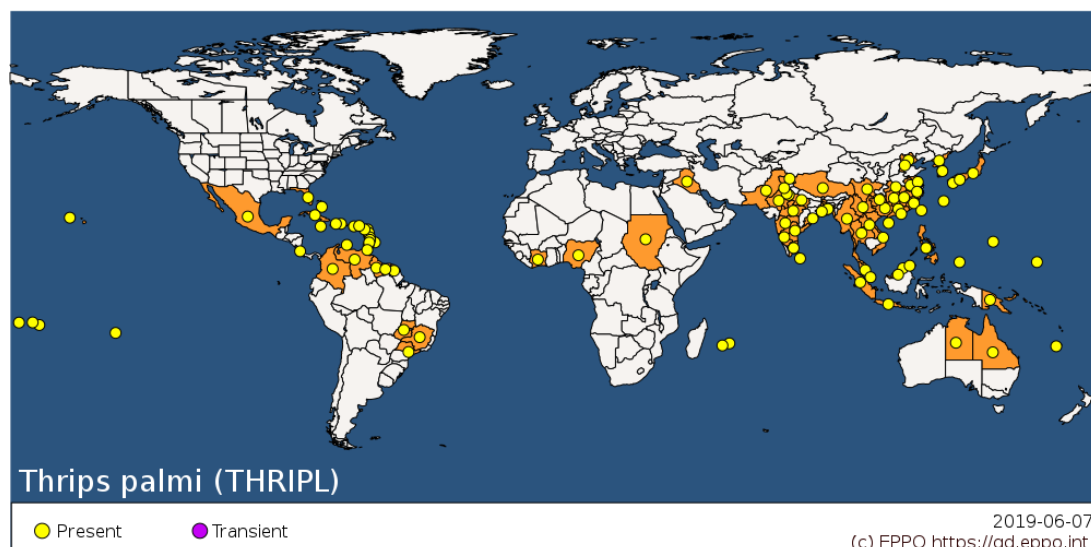 Thrips palmi (THRIPL)
Present
Transient
2019-06-07
(c) EPPO https://gd.eppo.int